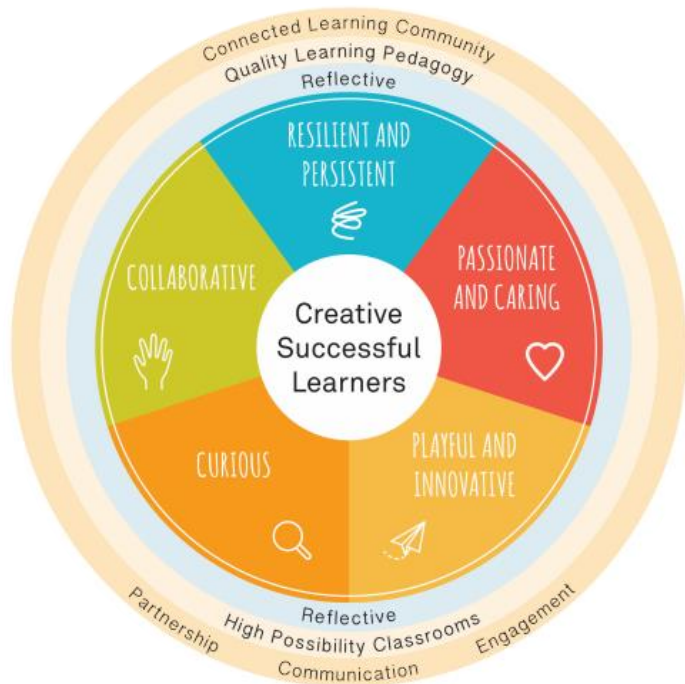 Connected Learning Community
Quality Learning Pedagogy
Reflective
RESILIENT AND
PERSISTENT
COLLABORATIVE
PASSIONATE
AND CARING
Creative
Successful
Learners
CURIOUS
PLAYFUL AND
INNOVATIVE
Reflective
High Possibility Classrooms
Partnership
Communication
Engagement